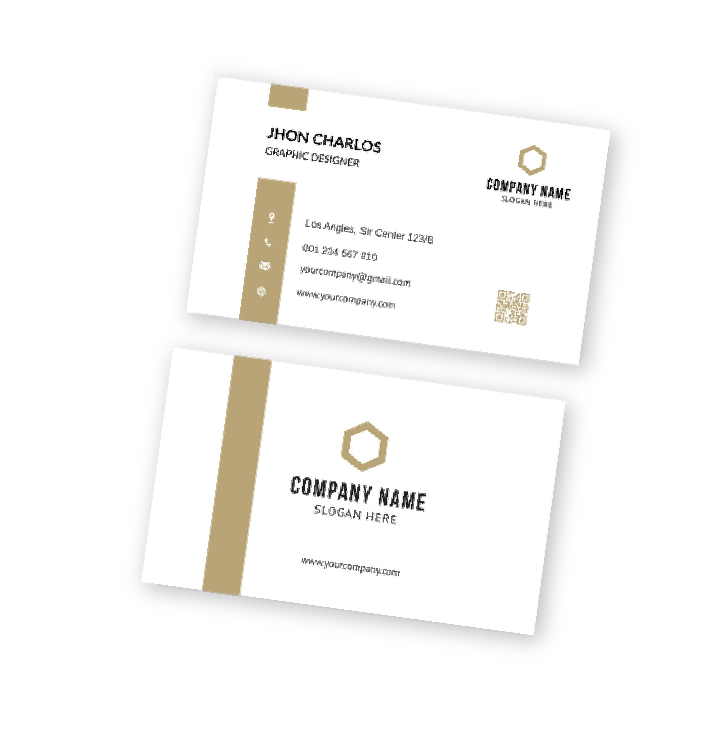 JHON CHARLOS
GRAPHIC DESIGNER
COMPANY NAME
SLOGAN HERE
Los Angles, Sir Center 123/B
001 234 567 810
yourcompany@gmail.com
www.yourcompany.com
COMPANY NAME
SLOGAN HERE
www.yourcompany.com